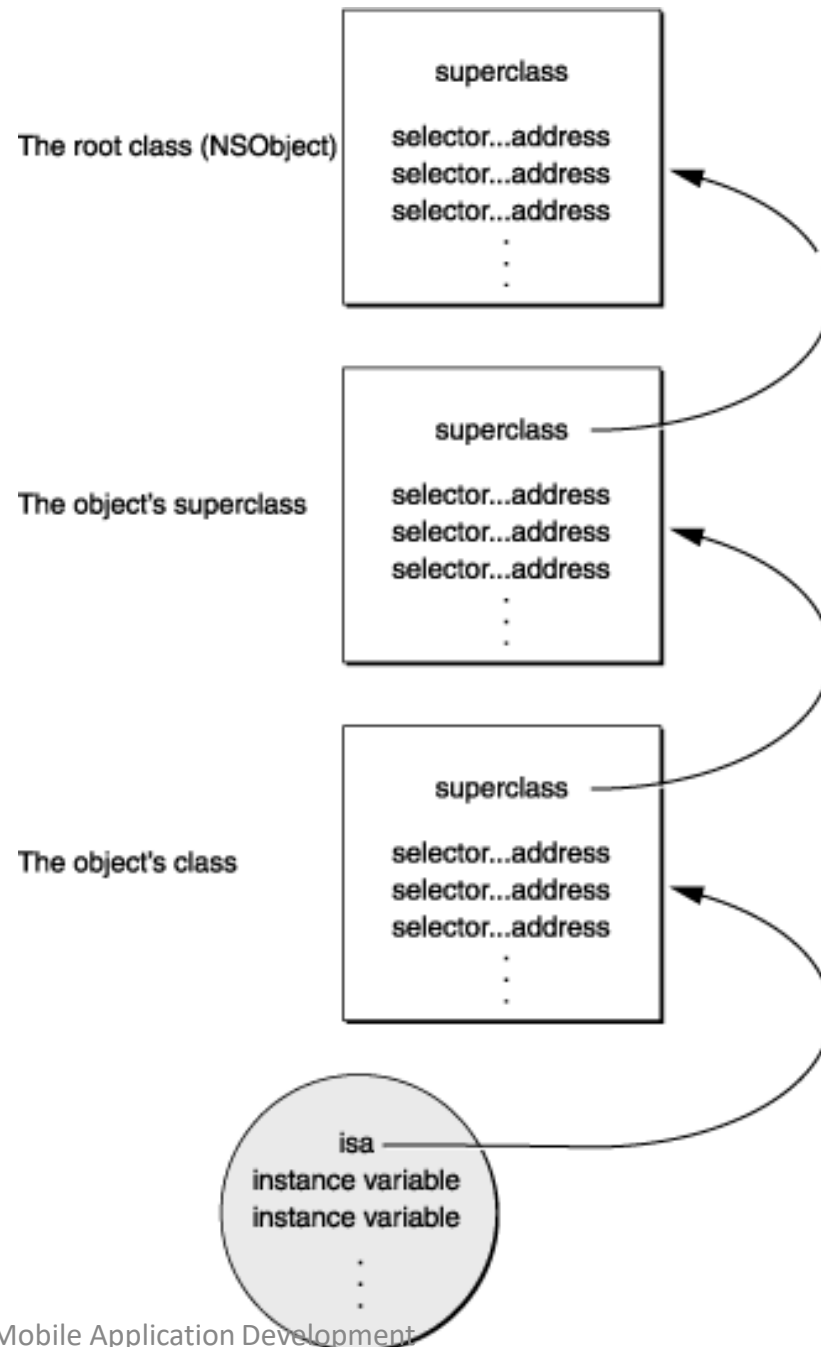 superclass
The root class (NSObject)
selector...address
selector...address
selector...address
.
.
.
superclass
The object's superclass
selector...address
selector...address
selector...address
.
.
.
superclass
The object's class
selector...address
selector...address
selector...address
.
.
.
isa
instance variable
instance variable
.
.
.
Mobile Application Development